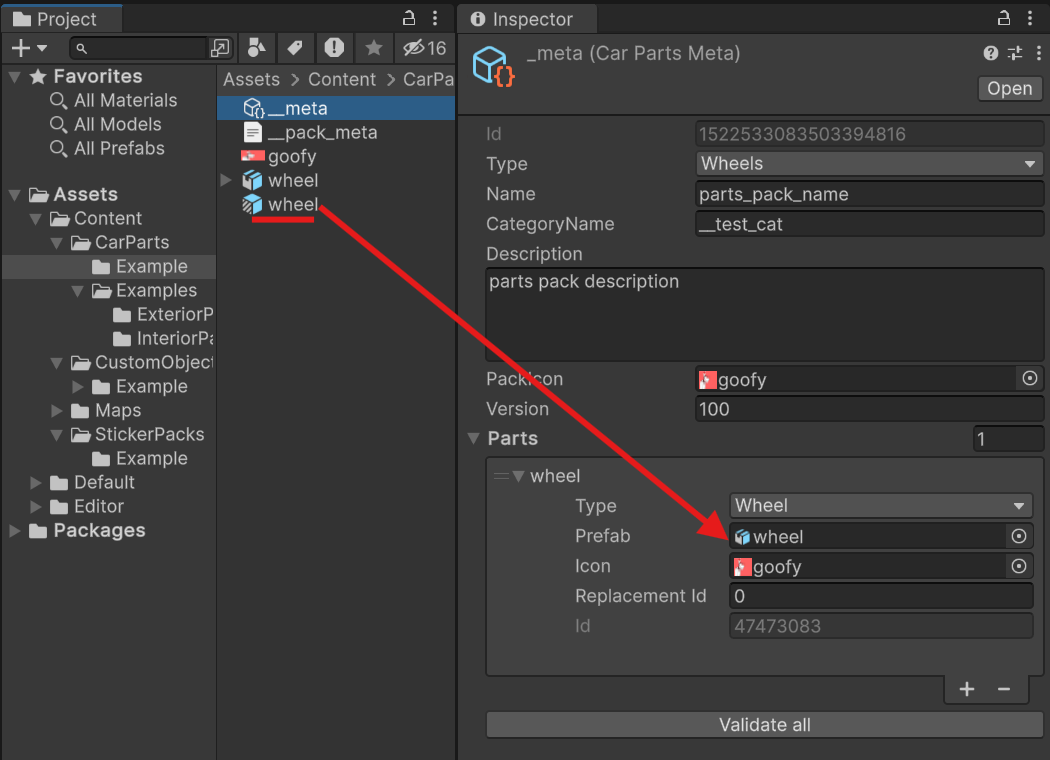 Project
16
Favorites
All Materials
All Models
All Prefabs
Assets
Content
CarParts
Example
Examples
ExteriorP
InteriorPa
CustomObject
Example
Maps
StickerPacks
Example
Default
Editor
Packages
Assets > Content > CarPa
__meta
__pack_meta
goofy
wheel
wheel
Inspector
_meta (Car Parts Meta)
Open
Id 1522533083503394816
Type Wheels
Name parts_pack_name
CategoryName __test_cat
Description
parts pack description
PackIcon goofy
Version 100
Parts 1
wheel
Type Wheel
Prefab wheel
Icon goofy
Replacement Id 0
Id 47473083
Validate all